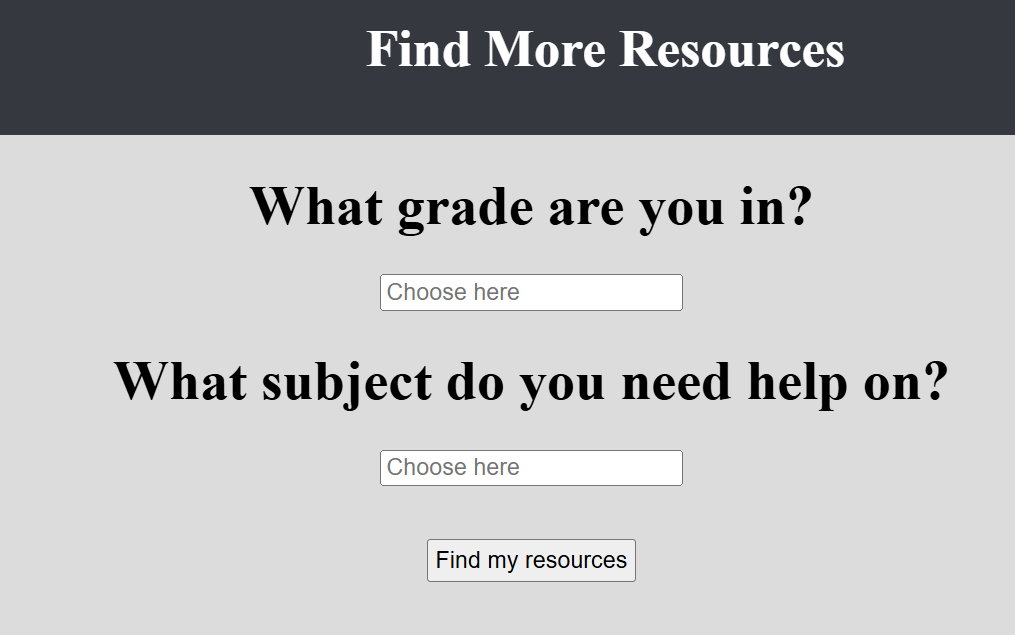 Find More Resources
What grade are you in?
Choose here
What subject do you need help on?
Choose here
Find my resources